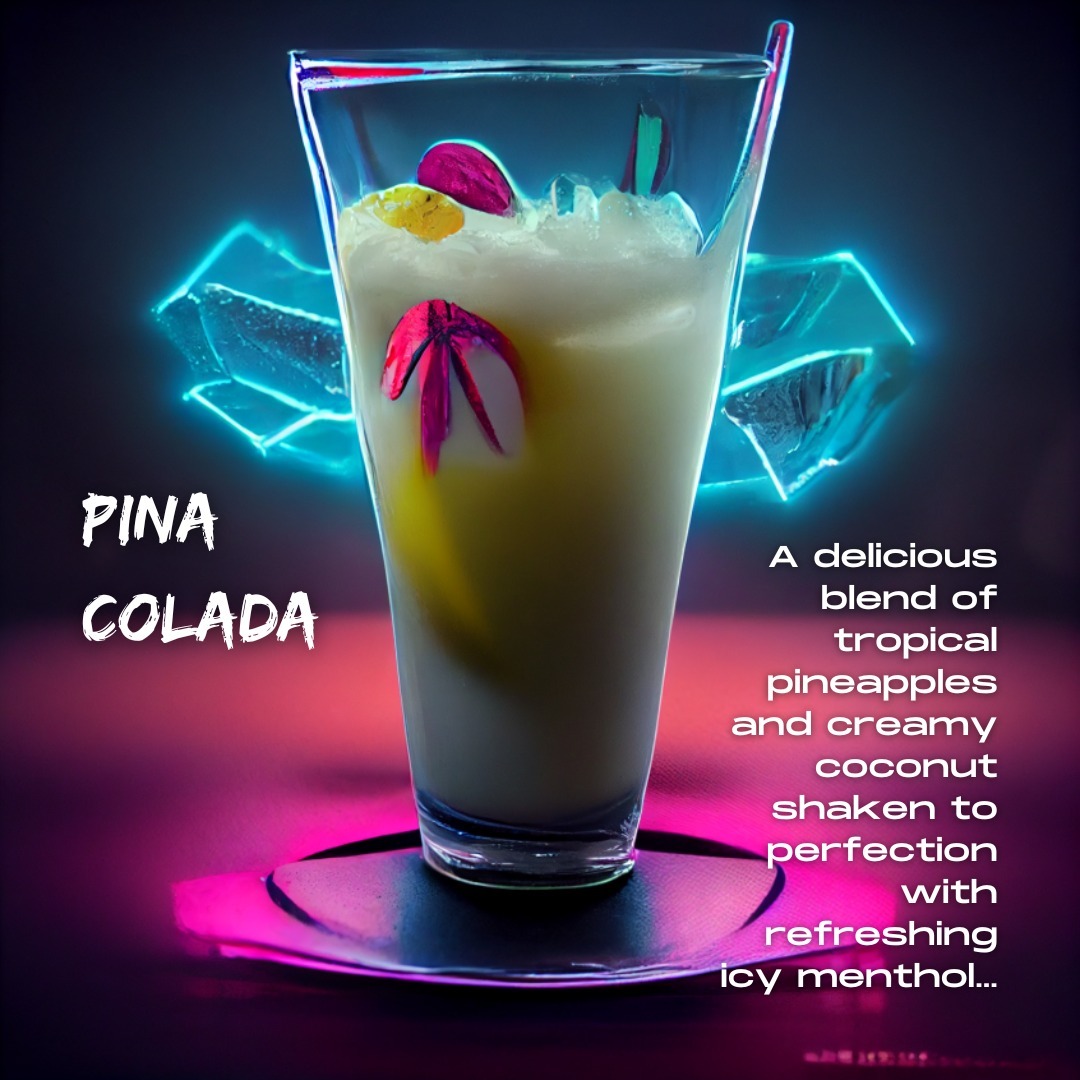 PINA
COLADA
A delicious
blend of
tropical
pineapples
and creamy
coconut
shaken to
perfection
with
refreshing
icy menthol...